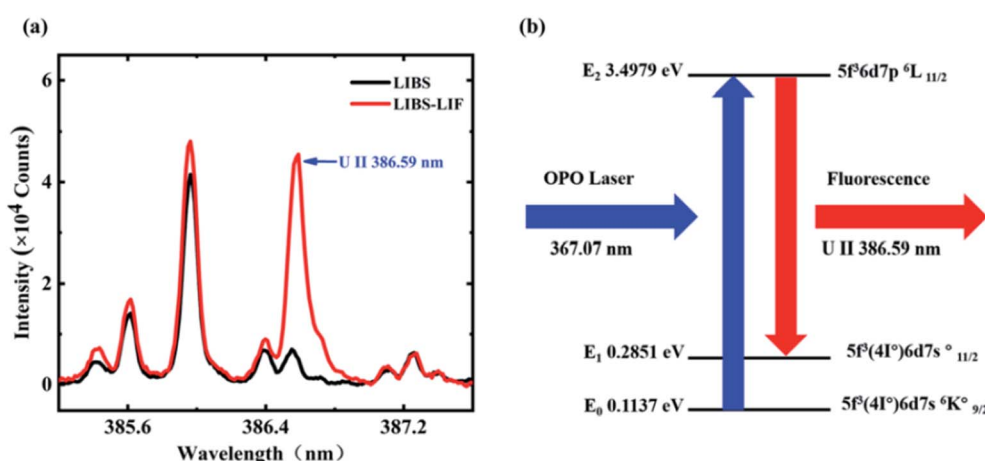 (a)
6
4
2
0
Intensity (×10⁴ Counts)
LIBS
LIBS-LIF
U II 386.59 nm
385.6 386.4 387.2
Wavelength（nm）
(b)
E₂ 3.4979 eV
5f³6d7p ⁶L ₁₁/₂
OPO Laser
367.07 nm
Fluorescence
U II 386.59 nm
E₁ 0.2851 eV
5f³(4I°)6d7s ° ₁₁/₂
E₀ 0.1137 eV
5f³(4I°)6d7s ⁶K° ₉/₂